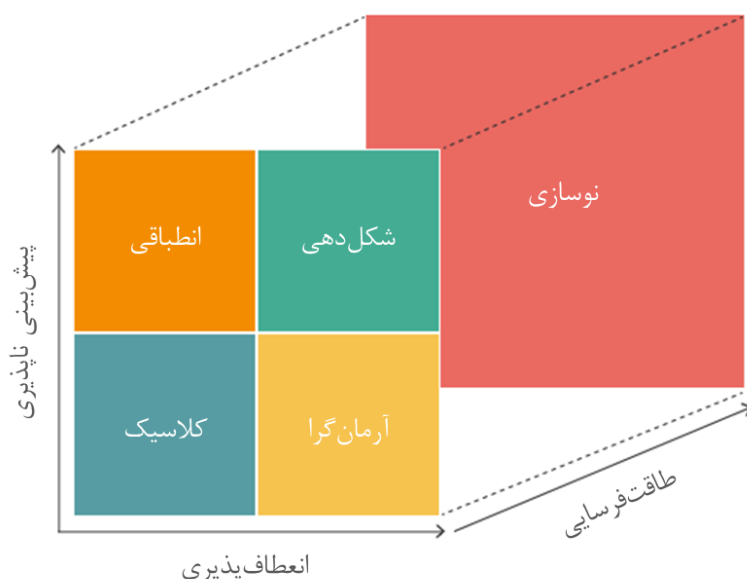 نوسازی
انطباقی
شکل‌دهی
کلاسیک
آرمان‌گرا
پیش‌بینی ناپذیری
انعطاف‌پذیری
طاقت‌فرسایی